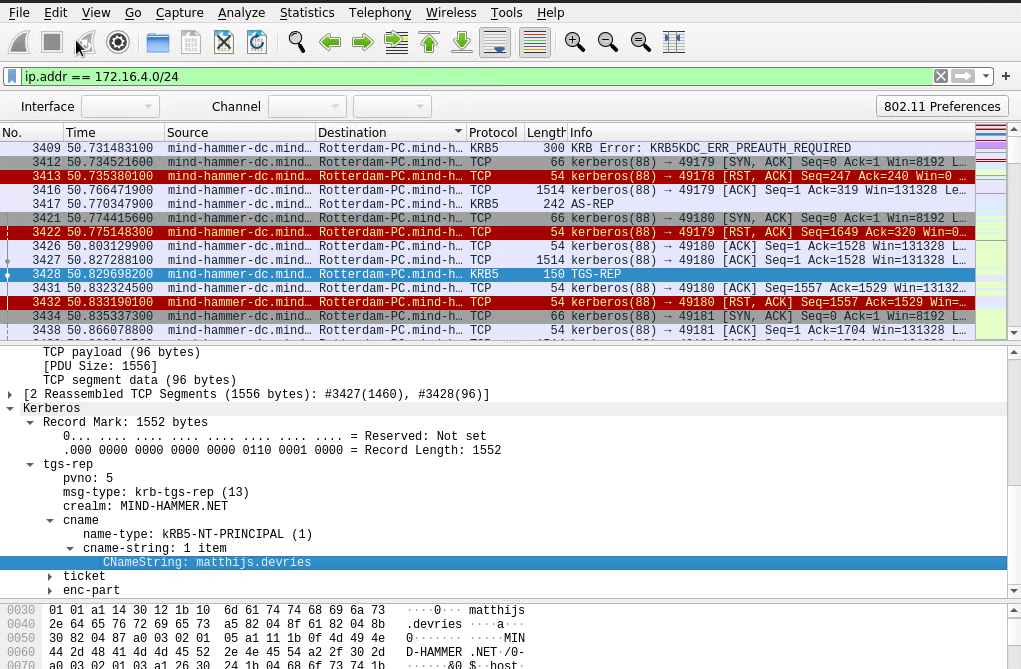 File Edit View Go Capture Analyze Statistics Telephony Wireless Tools Help
ip.addr == 172.16.4.0/24
Interface Channel 802.11 Preferences
No. Time Source Destination Protocol Length Info
3409 50.731483100 mind-hammer-dc.mind… Rotterdam-PC.mind-h… KRB5 300 KRB Error: KRB5KDC_ERR_PREAUTH_REQUIRED
3412 50.734521600 mind-hammer-dc.mind… Rotterdam-PC.mind-h… TCP 66 kerberos(88) → 49179 [SYN, ACK] Seq=0 Ack=1 Win=8192 L…
3413 50.735380100 mind-hammer-dc.mind… Rotterdam-PC.mind-h… TCP 54 kerberos(88) → 49178 [RST, ACK] Seq=247 Ack=240 Win=0 …
3416 50.766471900 mind-hammer-dc.mind… Rotterdam-PC.mind-h… TCP 1514 kerberos(88) → 49179 [ACK] Seq=1 Ack=319 Win=131328 Le…
3417 50.770347900 mind-hammer-dc.mind… Rotterdam-PC.mind-h… KRB5 242 AS-REP
3421 50.774415600 mind-hammer-dc.mind… Rotterdam-PC.mind-h… TCP 66 kerberos(88) → 49180 [SYN, ACK] Seq=0 Ack=1 Win=8192 L…
3422 50.775148300 mind-hammer-dc.mind… Rotterdam-PC.mind-h… TCP 54 kerberos(88) → 49179 [RST, ACK] Seq=1649 Ack=320 Win=0…
3426 50.803129900 mind-hammer-dc.mind… Rotterdam-PC.mind-h… TCP 54 kerberos(88) → 49180 [ACK] Seq=1 Ack=1528 Win=131328 L…
3427 50.827288100 mind-hammer-dc.mind… Rotterdam-PC.mind-h… TCP 1514 kerberos(88) → 49180 [ACK] Seq=1 Ack=1528 Win=131328 L…
3428 50.829698200 mind-hammer-dc.mind… Rotterdam-PC.mind-h… KRB5 150 TGS-REP
3431 50.832324500 mind-hammer-dc.mind… Rotterdam-PC.mind-h… TCP 54 kerberos(88) → 49180 [ACK] Seq=1557 Ack=1529 Win=13132…
3432 50.833190100 mind-hammer-dc.mind… Rotterdam-PC.mind-h… TCP 54 kerberos(88) → 49180 [RST, ACK] Seq=1557 Ack=1529 Win=…
3434 50.835337300 mind-hammer-dc.mind… Rotterdam-PC.mind-h… TCP 66 kerberos(88) → 49181 [SYN, ACK] Seq=0 Ack=1 Win=8192 L…
3438 50.866078800 mind-hammer-dc.mind… Rotterdam-PC.mind-h… TCP 54 kerberos(88) → 49181 [ACK] Seq=1 Ack=1704 Win=131328 L…
TCP payload (96 bytes)
[PDU Size: 1556]
TCP segment data (96 bytes)
[2 Reassembled TCP Segments (1556 bytes): #3427(1460), #3428(96)]
Kerberos
Record Mark: 1552 bytes
0... .... .... .... .... .... .... .... = Reserved: Not set
.000 0000 0000 0000 0000 0110 0001 0000 = Record Length: 1552
tgs-rep
pvno: 5
msg-type: krb-tgs-rep (13)
crealm: MIND-HAMMER.NET
cname
name-type: kRB5-NT-PRINCIPAL (1)
cname-string: 1 item
CNameString: matthijs.devries
ticket
enc-part
0030 01 01 a1 14 30 12 1b 10 6d 61 74 74 68 69 6a 73 ····0··· matthijs
0040 2e 64 65 76 72 69 65 73 a5 82 04 8f 61 82 04 8b .devries ····a···
0050 30 82 04 87 a0 03 02 01 05 a1 11 1b 0f 4d 49 4e 0······· ·····MIN
0060 44 2d 48 41 4d 4d 45 52 2e 4e 45 54 a2 2f 30 2d D-HAMMER .NET·/0-
0070 a0 03 02 01 03 a1 26 30 24 1b 04 68 6f 73 74 1b ······&0 $··host·